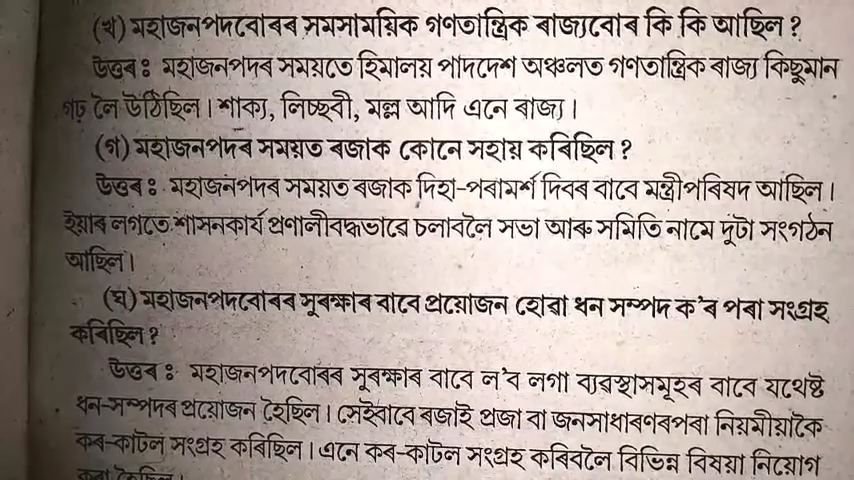 (খ) মহাজনপদবোৰৰ সমসাময়িক গণতান্ত্ৰিক ৰাজ্যবোৰ কি কি আছিল ?
উত্তৰ ঃ মহাজনপদৰ সময়তে হিমালয় পাদদেশ অঞ্চলত গণতান্ত্ৰিক ৰাজ্য কিছুমান
গঢ় লৈ উঠিছিল। শাক্য, লিচ্ছবী, মল্ল আদি এনে ৰাজ্য।
(গ) মহাজনপদৰ সময়ত ৰজাক কোনে সহায় কৰিছিল ?
উত্তৰ ঃ মহাজনপদৰ সময়ত ৰজাক দিহা-পৰামৰ্শ দিবৰ বাবে মন্ত্ৰীপৰিষদ আছিল।
ইয়াৰ লগতে শাসনকাৰ্য প্ৰণালীবদ্ধভাৱে চলাবলৈ সভা আৰু সমিতি নামে দুটা সংগঠন
আছিল।
(ঘ) মহাজনপদবোৰৰ সুৰক্ষাৰ বাবে প্ৰয়োজন হোৱা ধন সম্পদ ক'ৰ পৰা সংগ্ৰহ
কৰিছিল ?
উত্তৰ ঃ মহাজনপদবোৰৰ সুৰক্ষাৰ বাবে ল'ব লগা ব্যৱস্থাসমূহৰ বাবে যথেষ্ট
ধন-সম্পদৰ প্ৰয়োজন হৈছিল। সেইবাবে ৰজাই প্ৰজা বা জনসাধাৰণৰপৰা নিয়মীয়াকৈ
কৰ-কাটল সংগ্ৰহ কৰিছিল। এনে কৰ-কাটল সংগ্ৰহ কৰিবলৈ বিভিন্ন বিষয়া নিয়োগ
কৰা হৈছিল।